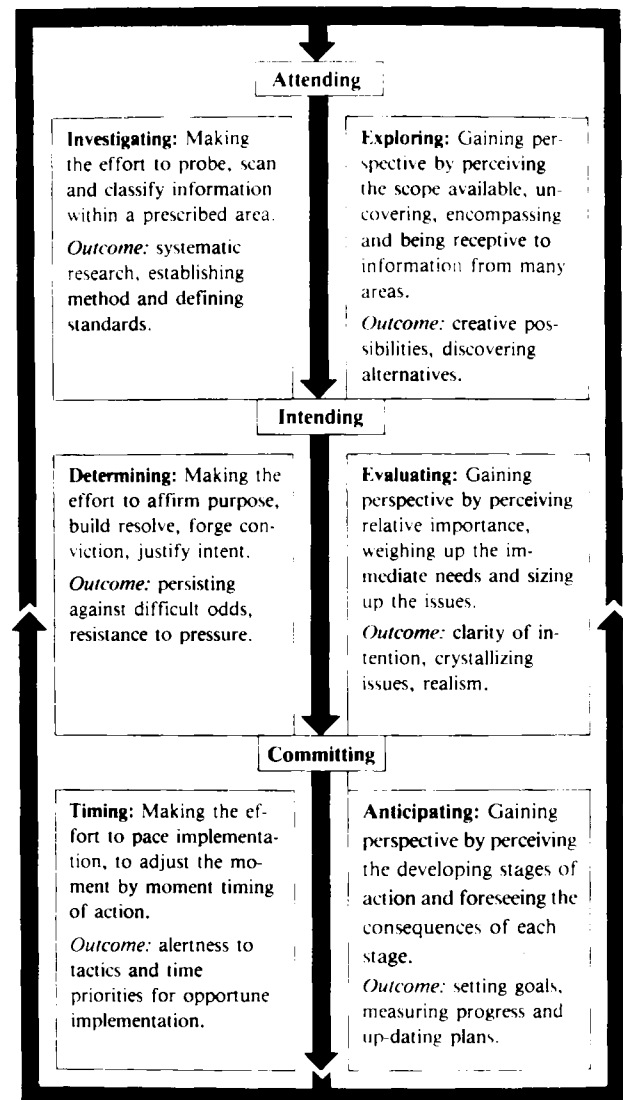 Attending
Investigating: Making
the effort to probe, scan
and classify information
within a prescribed area.
Outcome: systematic
research, establishing
method and defining
standards.
Exploring: Gaining per-
spective by perceiving
the scope available, un-
covering, encompassing
and being receptive to
information from many
areas.
Outcome: creative pos-
sibilities, discovering
alternatives.
Intending
Determining: Making the
effort to affirm purpose,
build resolve, forge con-
viction, justify intent.
Outcome: persisting
against difficult odds,
resistance to pressure.
Evaluating: Gaining
perspective by perceiving
relative importance,
weighing up the im-
mediate needs and sizing
up the issues.
Outcome: clarity of in-
tention, crystallizing
issues, realism.
Committing
Timing: Making the ef-
fort to pace implementa-
tion, to adjust the mo-
ment by moment timing
of action.
Outcome: alertness to
tactics and time
priorities for opportune
implementation.
Anticipating: Gaining
perspective by perceiving
the developing stages of
action and foreseeing the
consequences of each
stage.
Outcome: setting goals,
measuring progress and
up-dating plans.